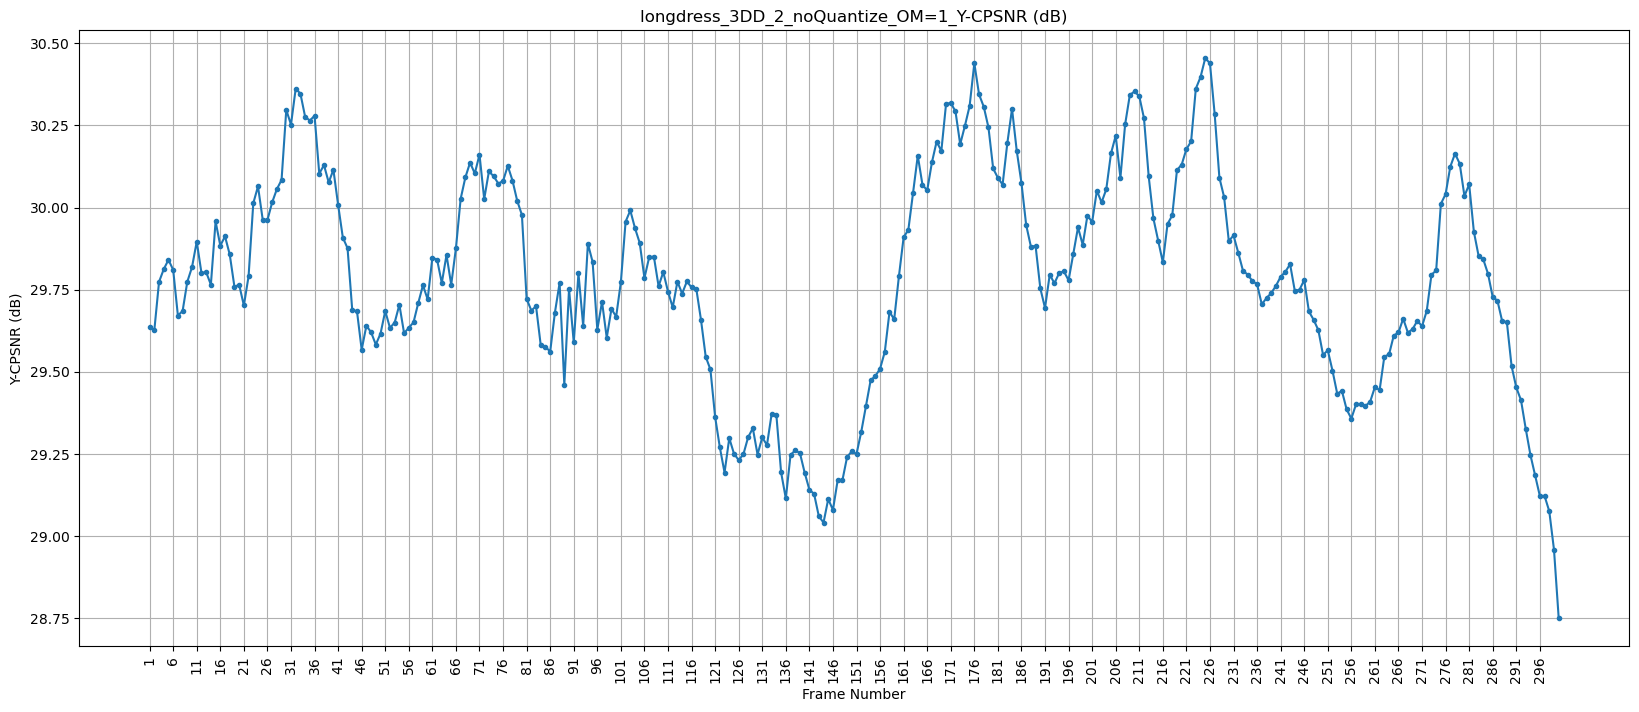 longdress_3DD_2_noQuantize_OM=1_Y-CPSNR (dB)
30.50
30.25
30.00
29.75
29.50
29.25
29.00
28.75
Y-CPSNR (dB)
1 6 11 16 21 26 31 36 41 46 51 56 61 66 71 76 81 86 91 96 101 106 111 116 121 126 131 136 141 146 151 156 161 166 171 176 181 186 191 196 201 206 211 216 221 226 231 236 241 246 251 256 261 266 271 276 281 286 291 296
Frame Number